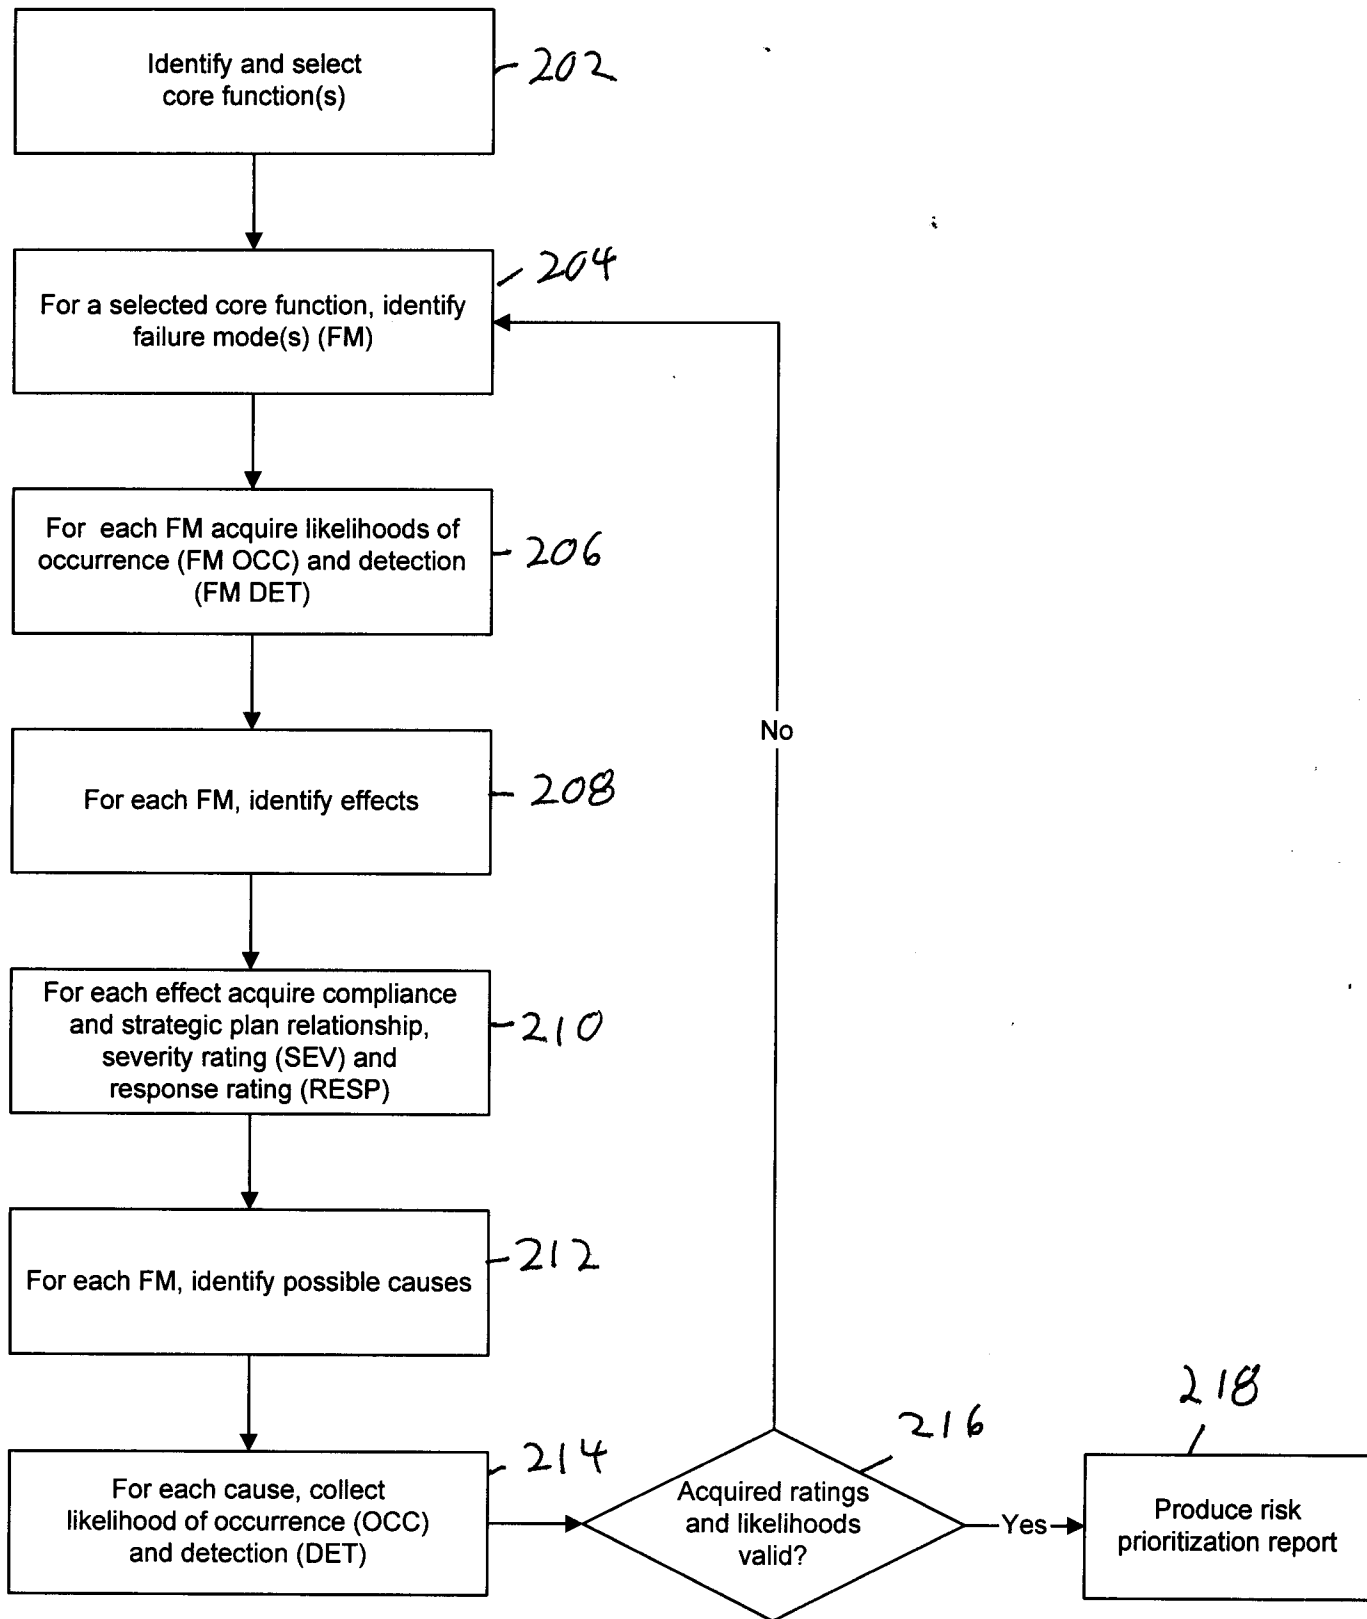 Identify and select
core function(s)
202
For a selected core function, identify
failure mode(s) (FM)
204
For each FM acquire likelihoods of
occurrence (FM OCC) and detection
(FM DET)
206
No
For each FM, identify effects
208
For each effect acquire compliance
and strategic plan relationship,
severity rating (SEV) and
response rating (RESP)
210
For each FM, identify possible causes
212
For each cause, collect
likelihood of occurrence (OCC)
and detection (DET)
214
Acquired ratings
and likelihoods
valid?
216
Yes
Produce risk
prioritization report
218